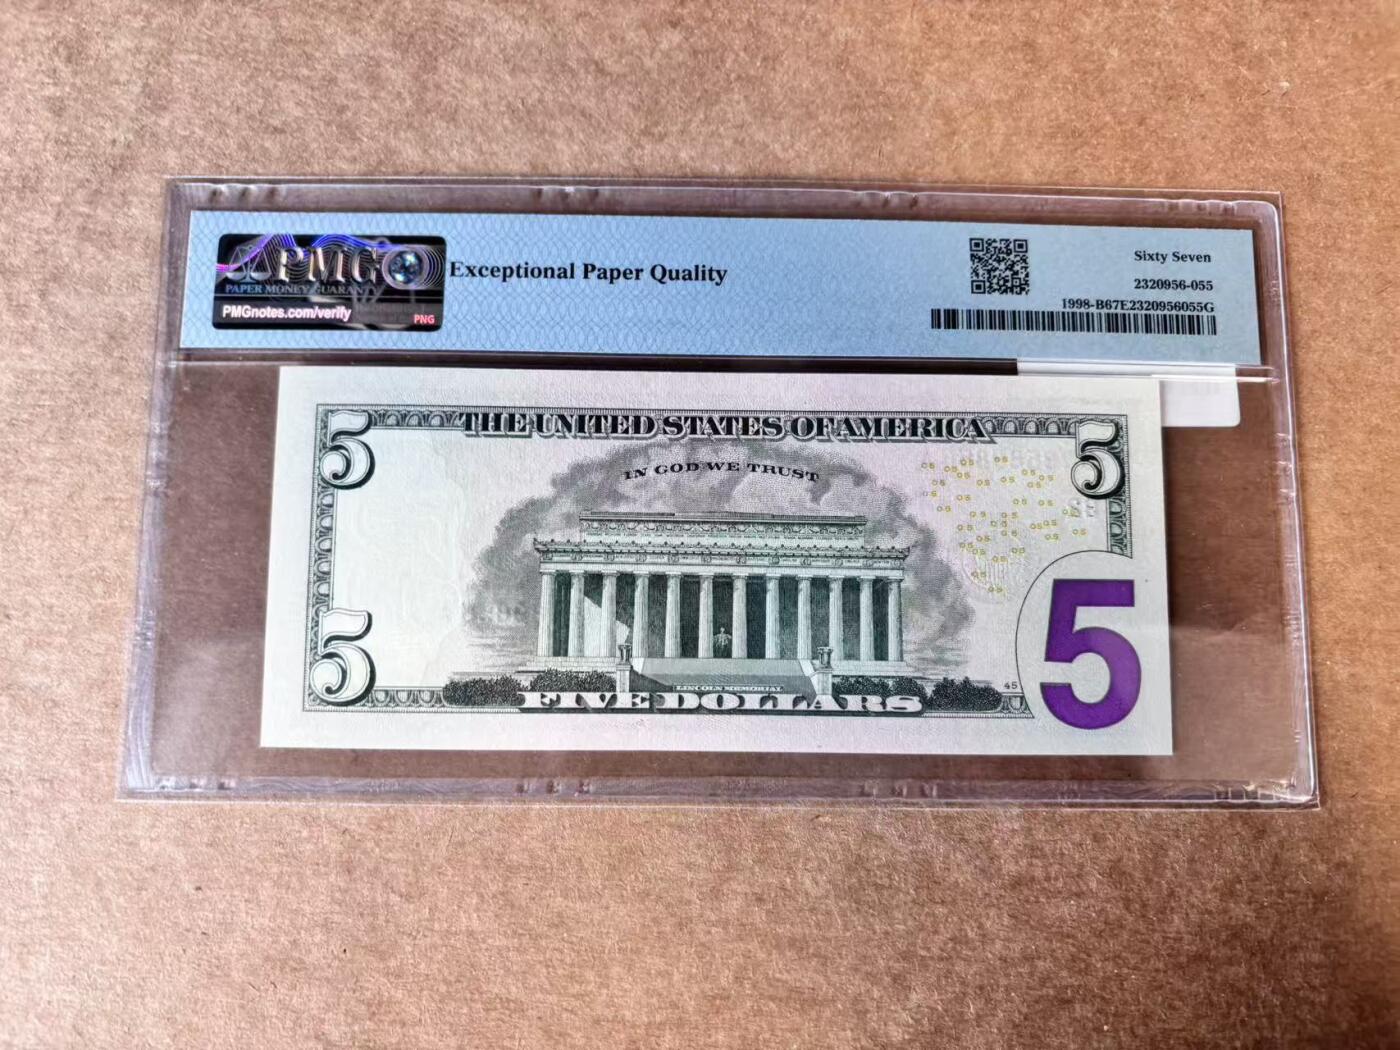 PMG
PAPER MONEY GUARANTY
PMGnotes.com/verify
PNG
Exceptional Paper Quality
Sixty Seven
2320956-055
1998-B67E2320956055G
5
THE UNITED STATES OF AMERICA
5
IN GOD WE TRUST
5
LINCOLN MEMORIAL
FIVE DOLLARS
45
5